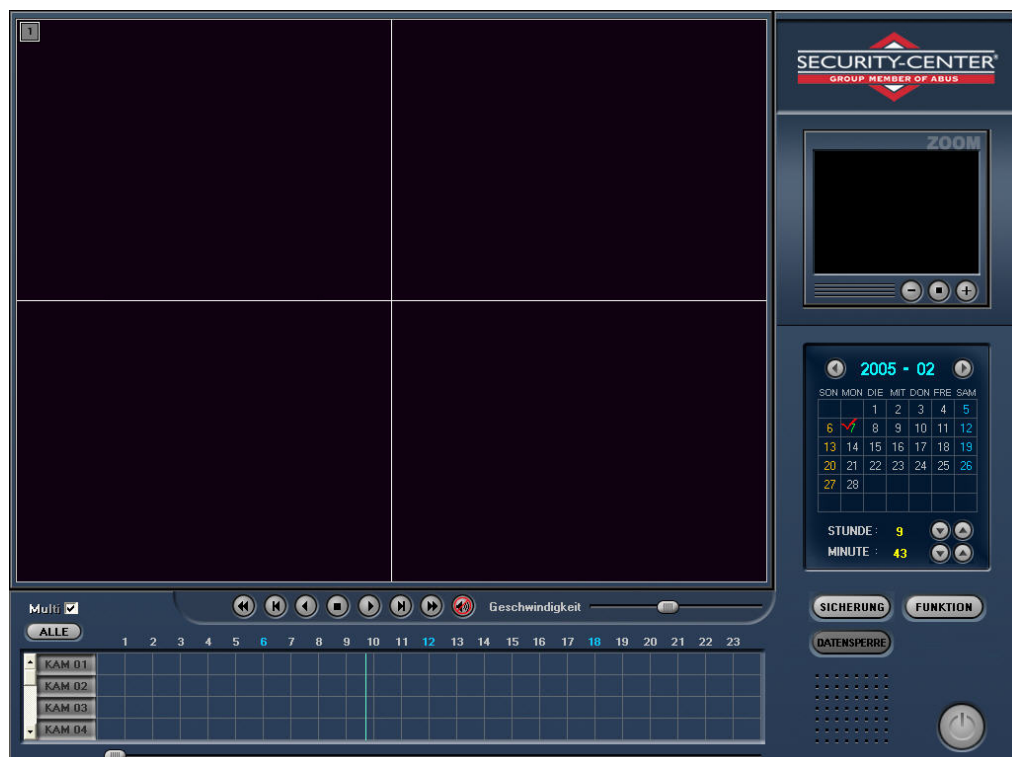 1
SECURITY-CENTER®
GROUP MEMBER OF ABUS
ZOOM
2005 - 02
SON MON DIE MIT DON FRE SAM
1 2 3 4 5
6 7 8 9 10 11 12
13 14 15 16 17 18 19
20 21 22 23 24 25 26
27 28
STUNDE : 9
MINUTE : 43
Multi
Geschwindigkeit
SICHERUNG
FUNKTION
ALLE
DATENSPERRE
1 2 3 4 5 6 7 8 9 10 11 12 13 14 15 16 17 18 19 20 21 22 23
KAM 01
KAM 02
KAM 03
KAM 04